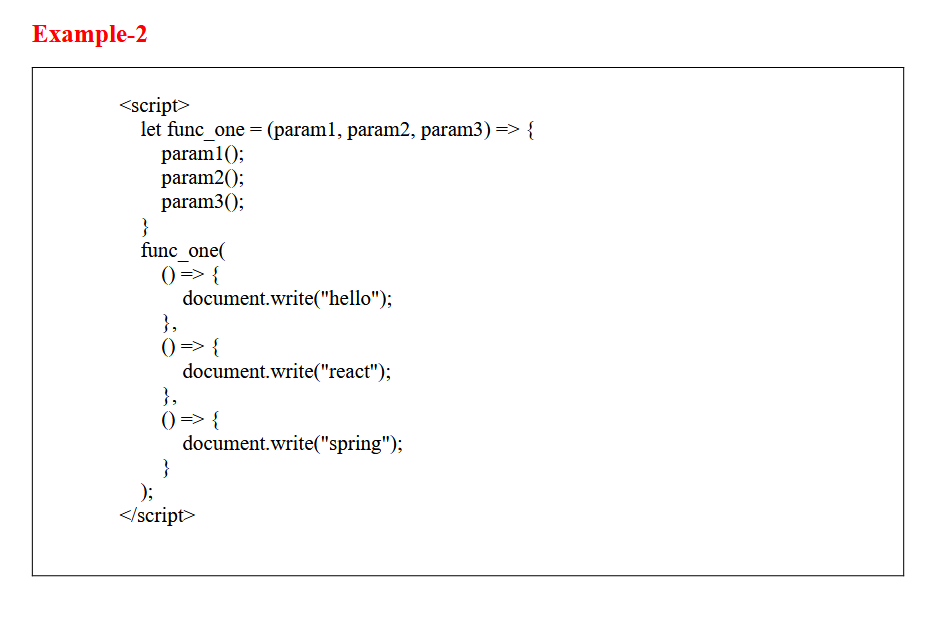 Example-2
<script>
let func_one = (param1, param2, param3) => {
param1();
param2();
param3();
}
func_one(
() => {
document.write("hello");
},
() => {
document.write("react");
},
() => {
document.write("spring");
}
);
</script>